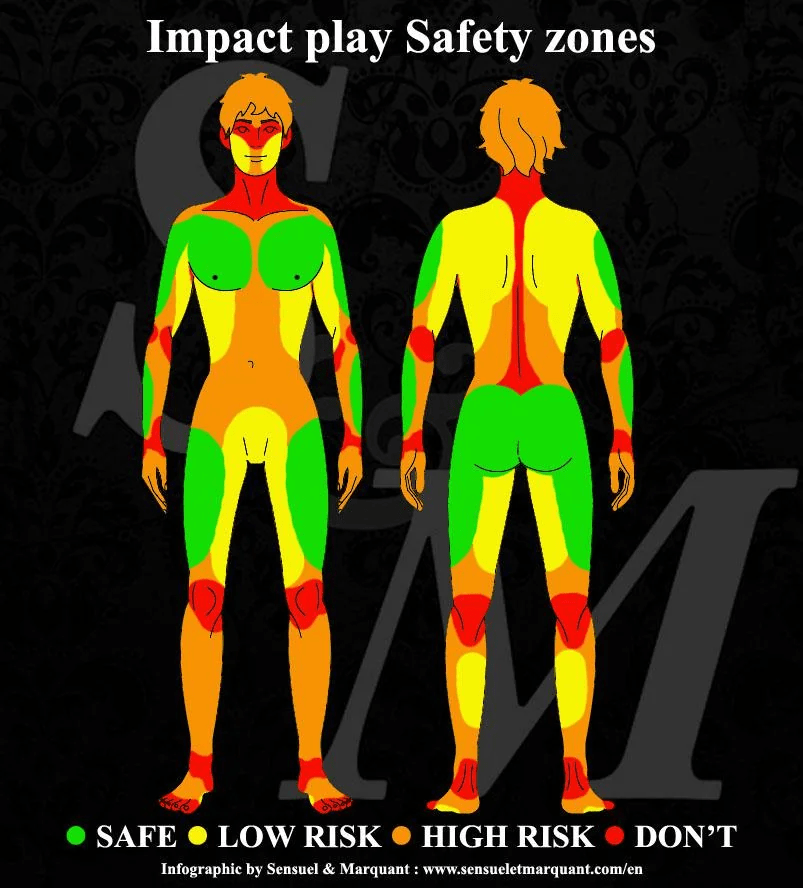 Impact play Safety zones
S
&
M
SAFE LOW RISK HIGH RISK DON'T
Infographic by Sensuel & Marquant : www.sensueletmarquant.com/en